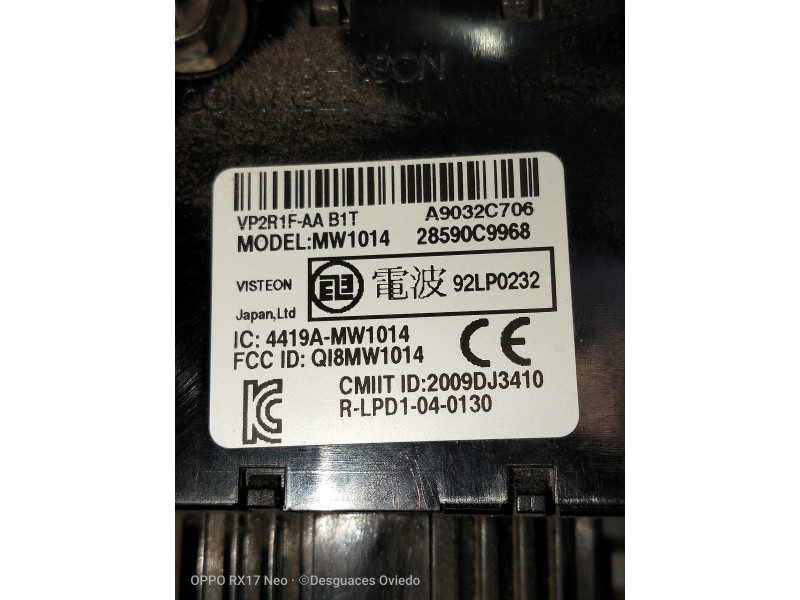 VP2R1F-AA B1T A9032C706
MODEL:MW1014 28590C9968
VISTEON 電波 92LP0232
Japan,Ltd
IC: 4419A-MW1014
FCC ID: QI8MW1014
CE
CMIIT ID:2009DJ3410
R-LPD1-04-0130
OPPO RX17 Neo · ©Desguaces Oviedo